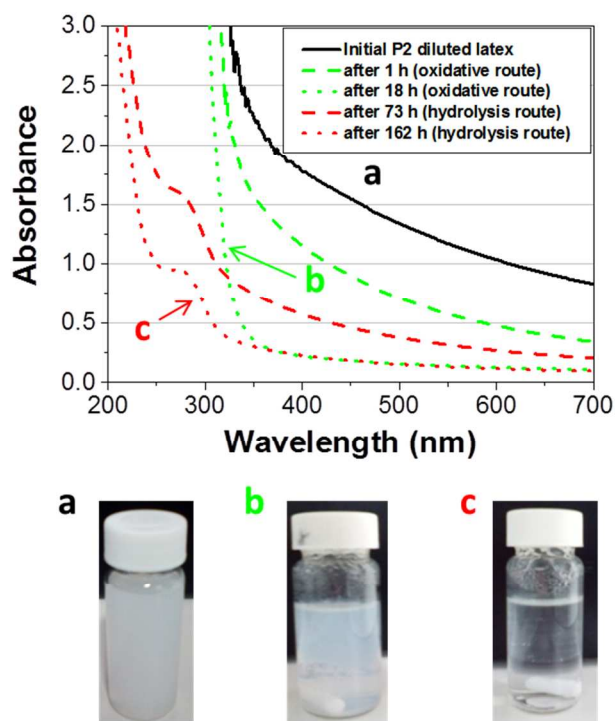 3.0
2.5
2.0
1.5
1.0
0.5
0.0
Absorbance
Initial P2 diluted latex
after 1 h (oxidative route)
after 18 h (oxidative route)
after 73 h (hydrolysis route)
after 162 h (hydrolysis route)
a
b
c
200 300 400 500 600 700
Wavelength (nm)
a b c